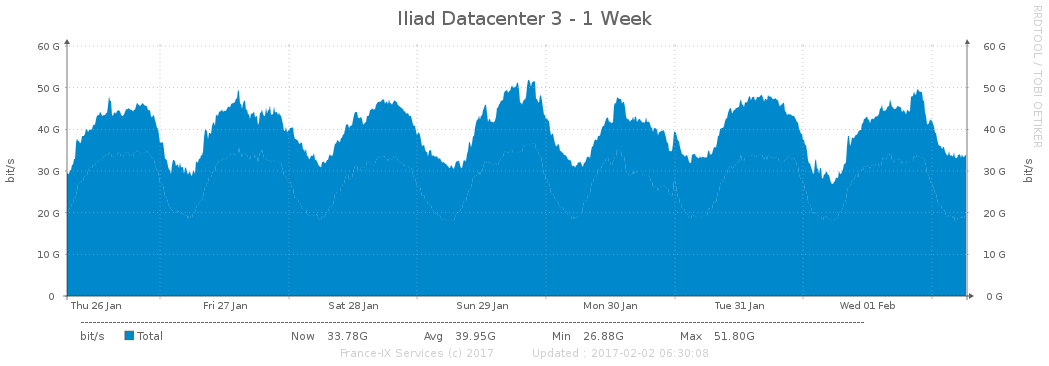 Iliad Datacenter 3 - 1 Week
RRDTOOL / TOBI OETIKER
60 G 60 G
50 G 50 G
40 G 40 G
30 G 30 G
20 G 20 G
10 G 10 G
0 0 G
bit/s bit/s
Thu 26 Jan Fri 27 Jan Sat 28 Jan Sun 29 Jan Mon 30 Jan Tue 31 Jan Wed 01 Feb
bit/s Total Now 33.78G Avg 39.95G Min 26.88G Max 51.80G
France-IX Services (c) 2017 Updated : 2017-02-02 06:30:08